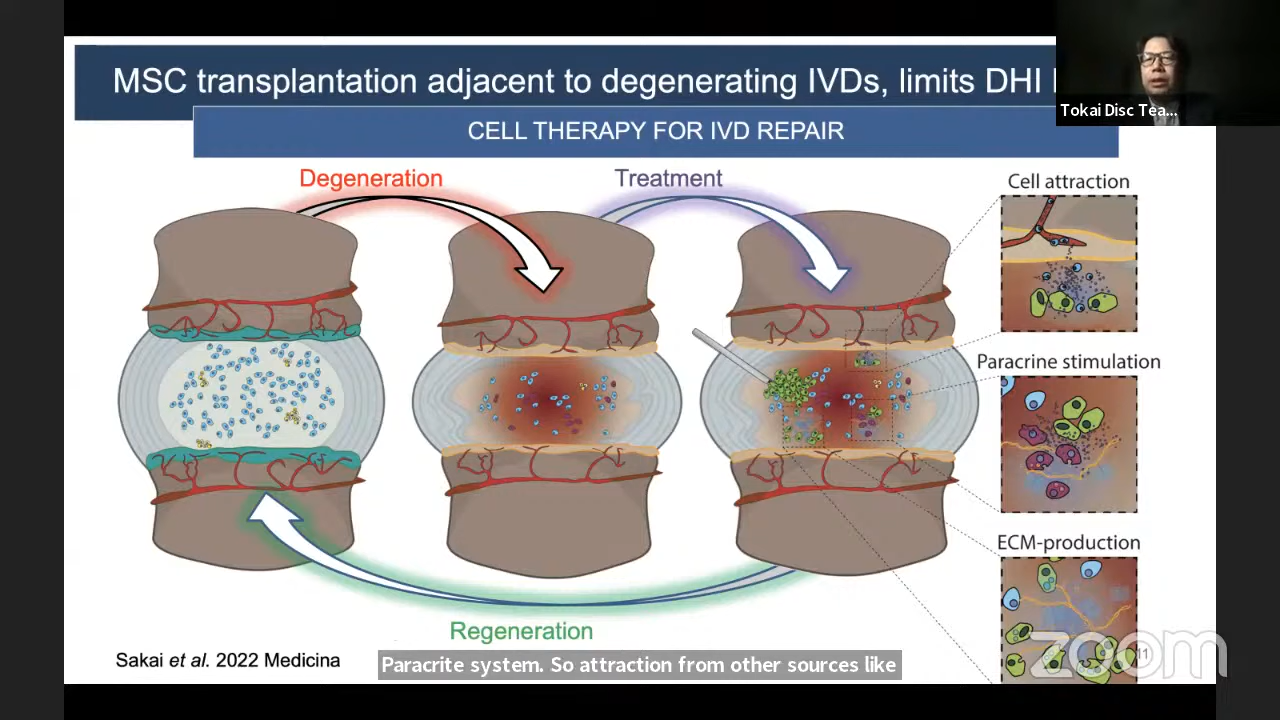 MSC transplantation adjacent to degenerating IVDs, limits DHI
Tokai Disc Tea...
CELL THERAPY FOR IVD REPAIR
Degeneration
Treatment
Cell attraction
Paracrine stimulation
ECM-production
Regeneration
Sakai et al. 2022 Medicina
Paracrite system. So attraction from other sources like
11
zoom